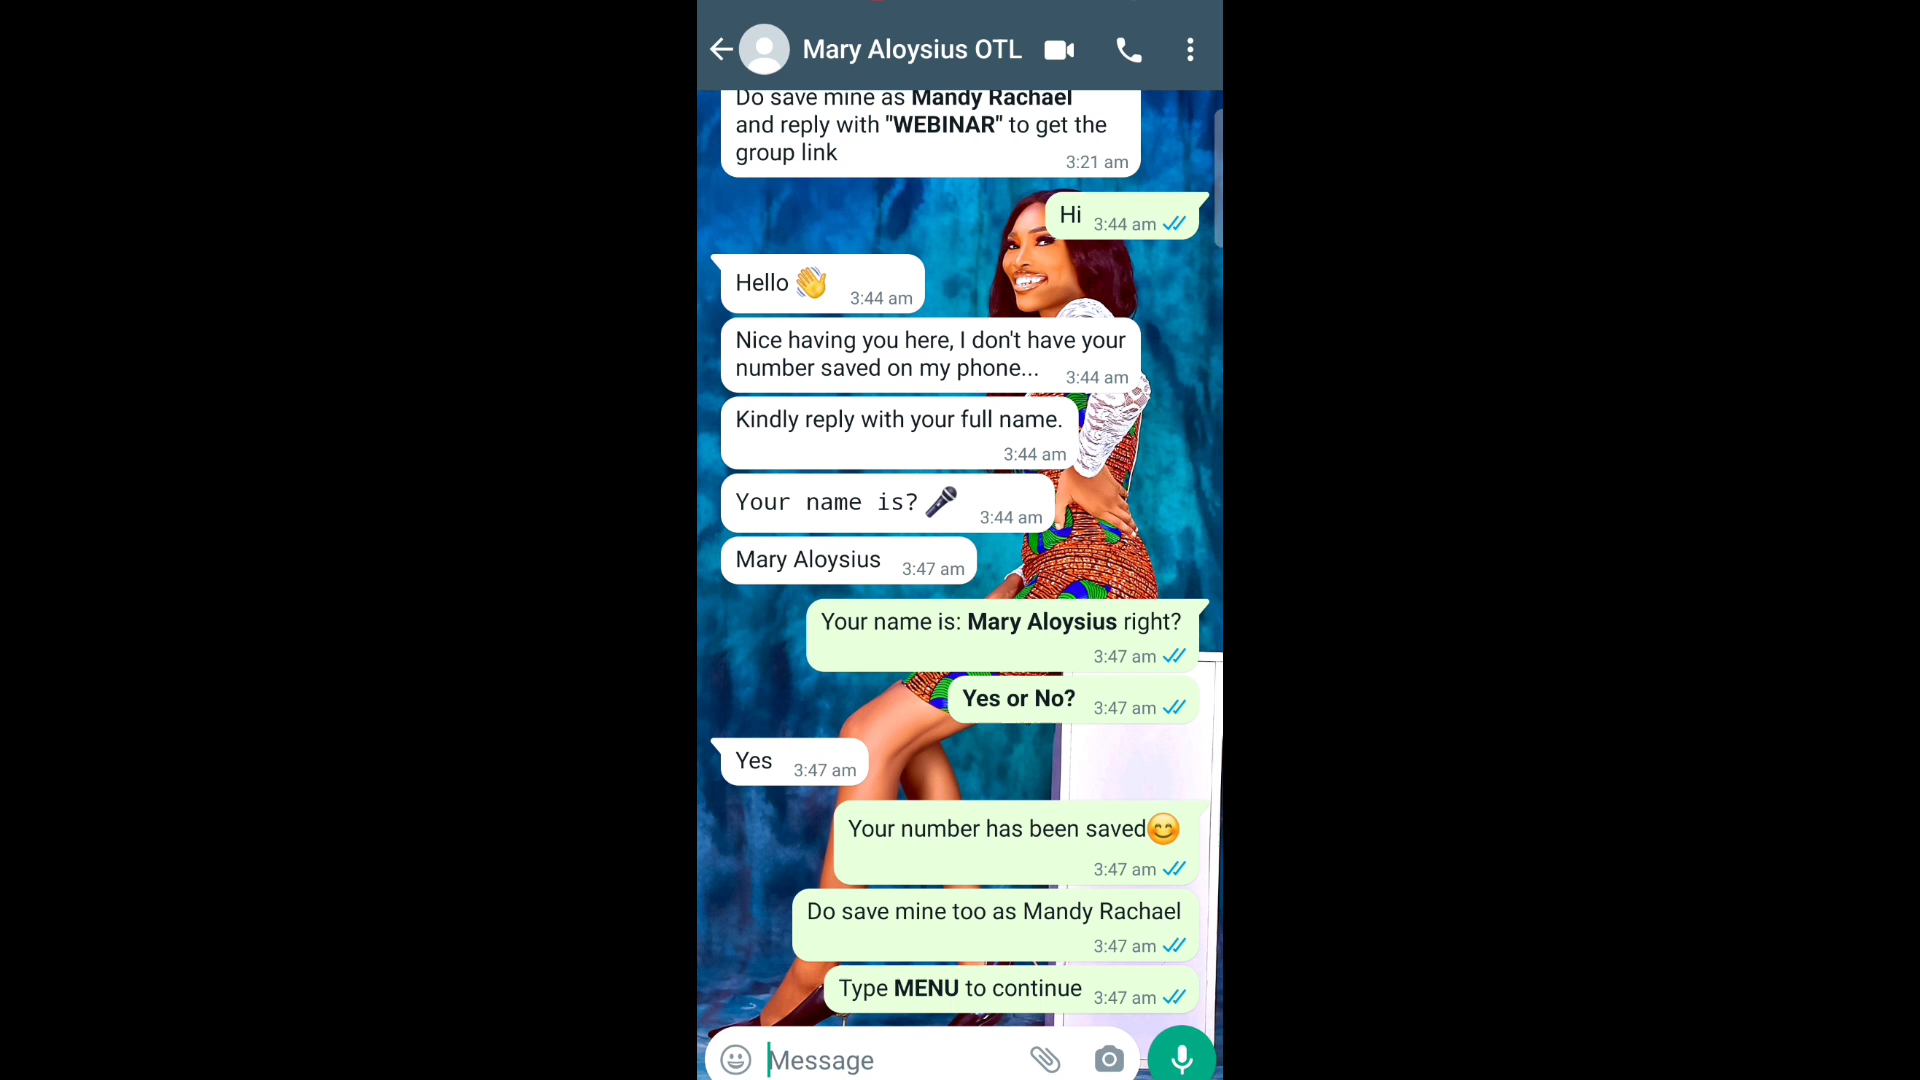 Mary Aloysius OTL
Do save mine as Mandy Rachael
and reply with "WEBINAR" to get the
group link
3:21 am
Hi
3:44 am
Hello 👋
3:44 am
Nice having you here, I don't have your
number saved on my phone...
3:44 am
Kindly reply with your full name.
3:44 am
Your name is? 🎤
3:44 am
Mary Aloysius
3:47 am
Your name is: Mary Aloysius right?
3:47 am
Yes or No?
3:47 am
Yes
3:47 am
Your number has been saved😊
3:47 am
Do save mine too as Mandy Rachael
3:47 am
Type MENU to continue
3:47 am
Message